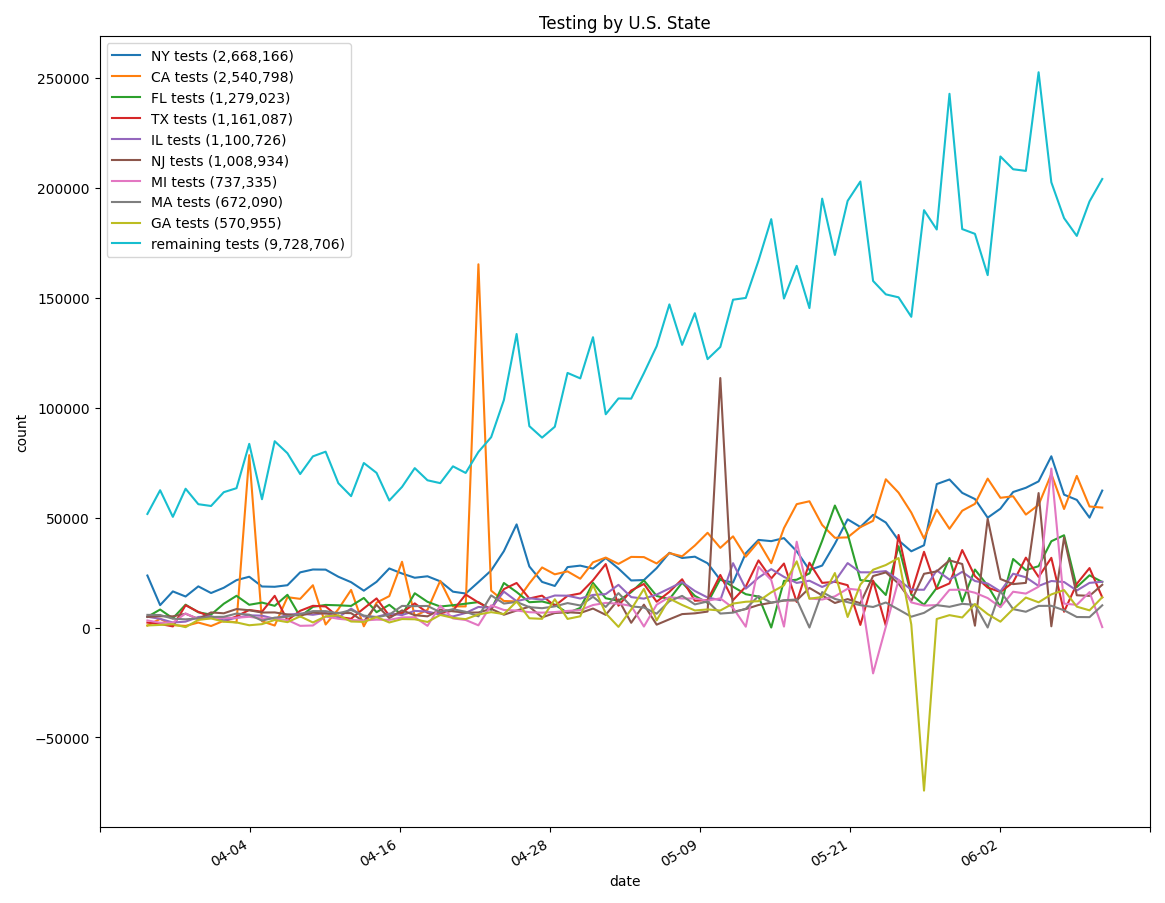 Testing by U.S. State
NY tests (2,668,166)
CA tests (2,540,798)
FL tests (1,279,023)
TX tests (1,161,087)
IL tests (1,100,726)
NJ tests (1,008,934)
MI tests (737,335)
MA tests (672,090)
GA tests (570,955)
remaining tests (9,728,706)
250000
200000
150000
100000
50000
0
−50000
count
04-04
04-16
04-28
05-09
05-21
06-02
date